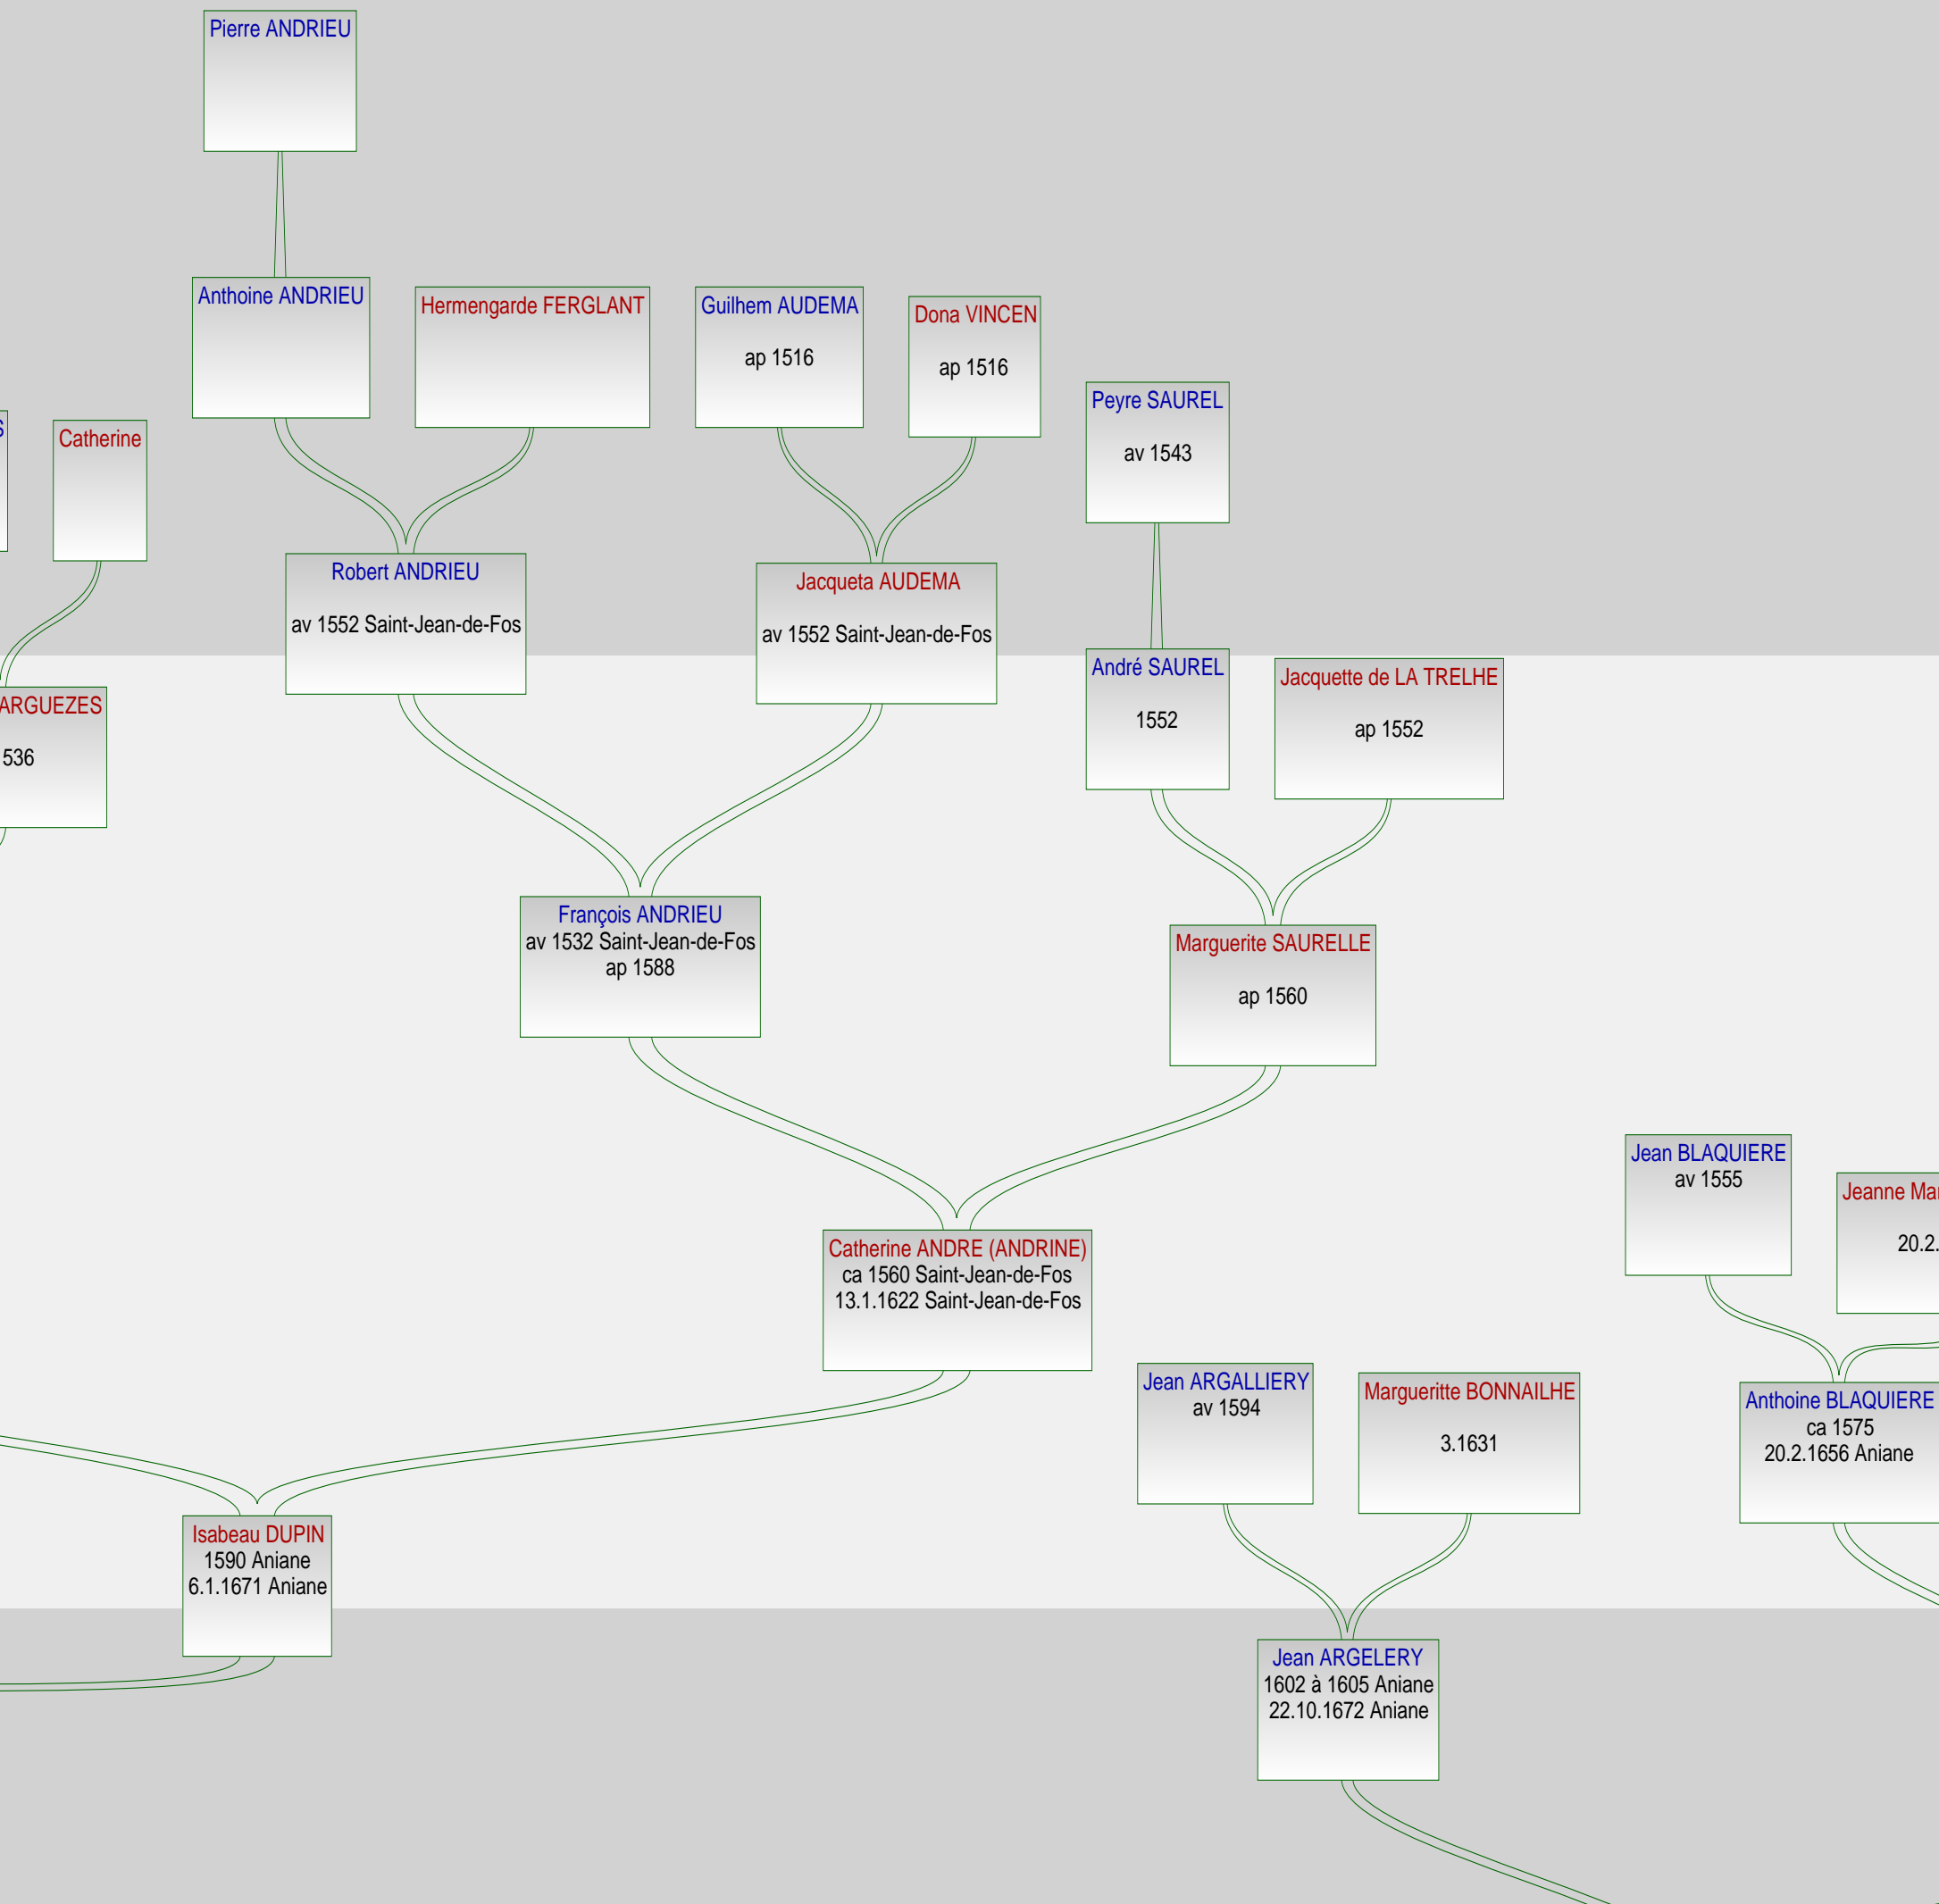 Pierre ANDRIEU
Anthoine ANDRIEU
Hermengarde FERGLANT
Guilhem AUDEMA
ap 1516
Dona VINCEN
ap 1516
Peyre SAUREL
av 1543
S
Catherine
Robert ANDRIEU
av 1552 Saint-Jean-de-Fos
Jacqueta AUDEMA
av 1552 Saint-Jean-de-Fos
André SAUREL
1552
Jacquette de LA TRELHE
ap 1552
ARGUEZES
536
François ANDRIEU
av 1532 Saint-Jean-de-Fos
ap 1588
Marguerite SAURELLE
ap 1560
Jean BLAQUIERE
av 1555
Jeanne Mar
20.2.
Catherine ANDRE (ANDRINE)
ca 1560 Saint-Jean-de-Fos
13.1.1622 Saint-Jean-de-Fos
Jean ARGALLIERY
av 1594
Margueritte BONNAILHE
3.1631
Anthoine BLAQUIERE
ca 1575
20.2.1656 Aniane
Isabeau DUPIN
1590 Aniane
6.1.1671 Aniane
Jean ARGELERY
1602 à 1605 Aniane
22.10.1672 Aniane